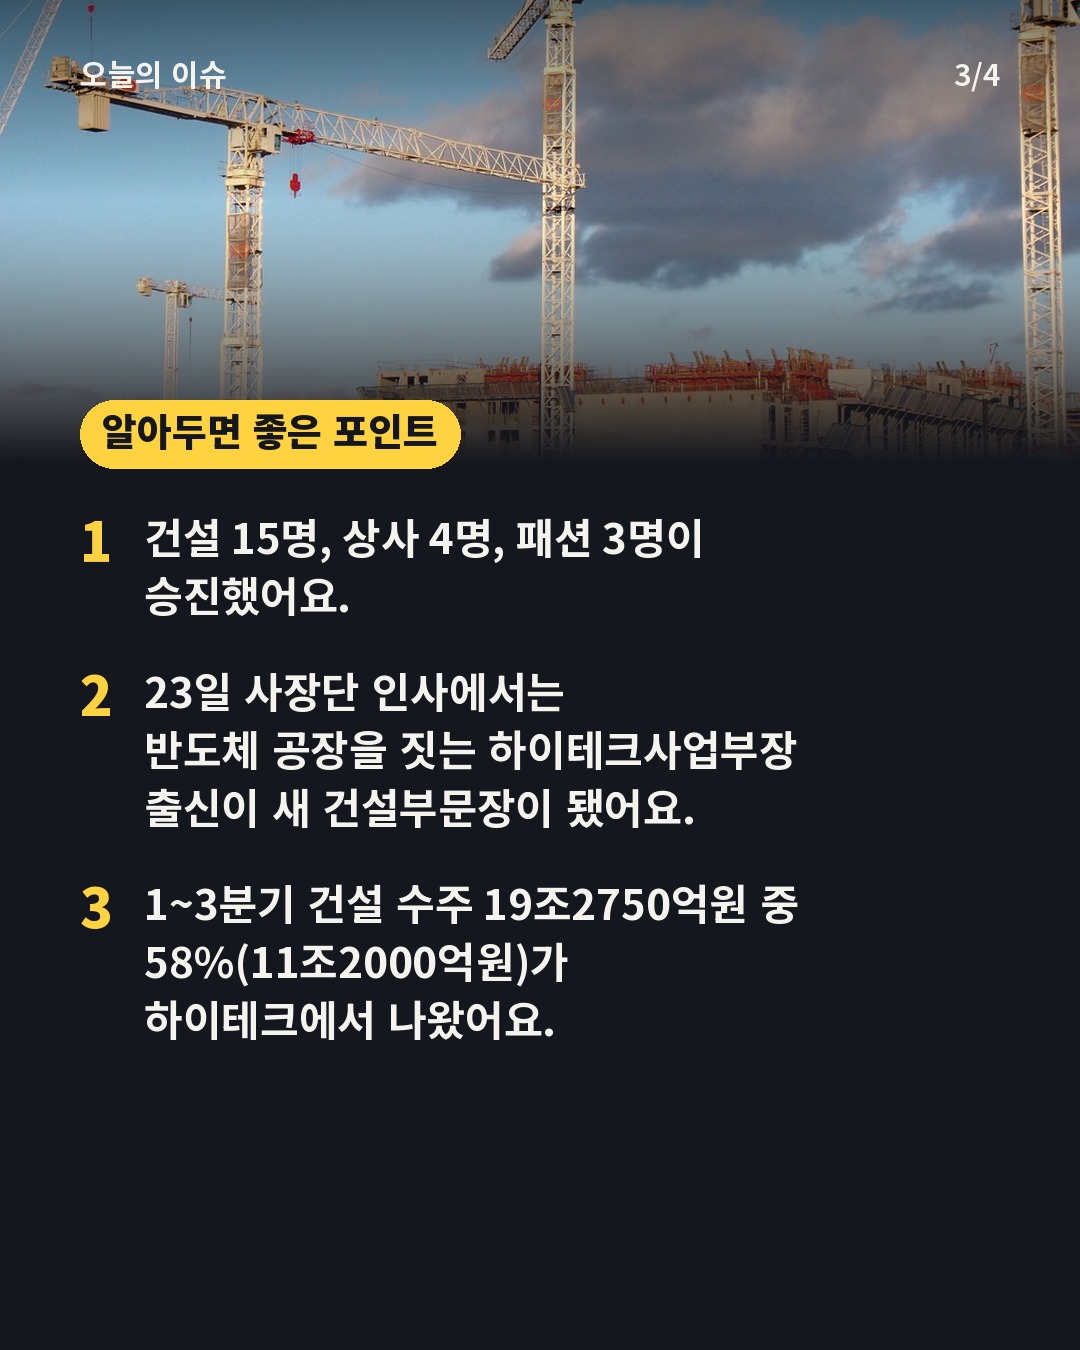 오늘의 이슈
3/4
알아두면 좋은 포인트
1 건설 15명, 상사 4명, 패션 3명이
승진했어요.
2 23일 사장단 인사에서는
반도체 공장을 짓는 하이테크사업부장
출신이 새 건설부문장이 됐어요.
3 1~3분기 건설 수주 19조2750억원 중
58%(11조2000억원)가
하이테크에서 나왔어요.